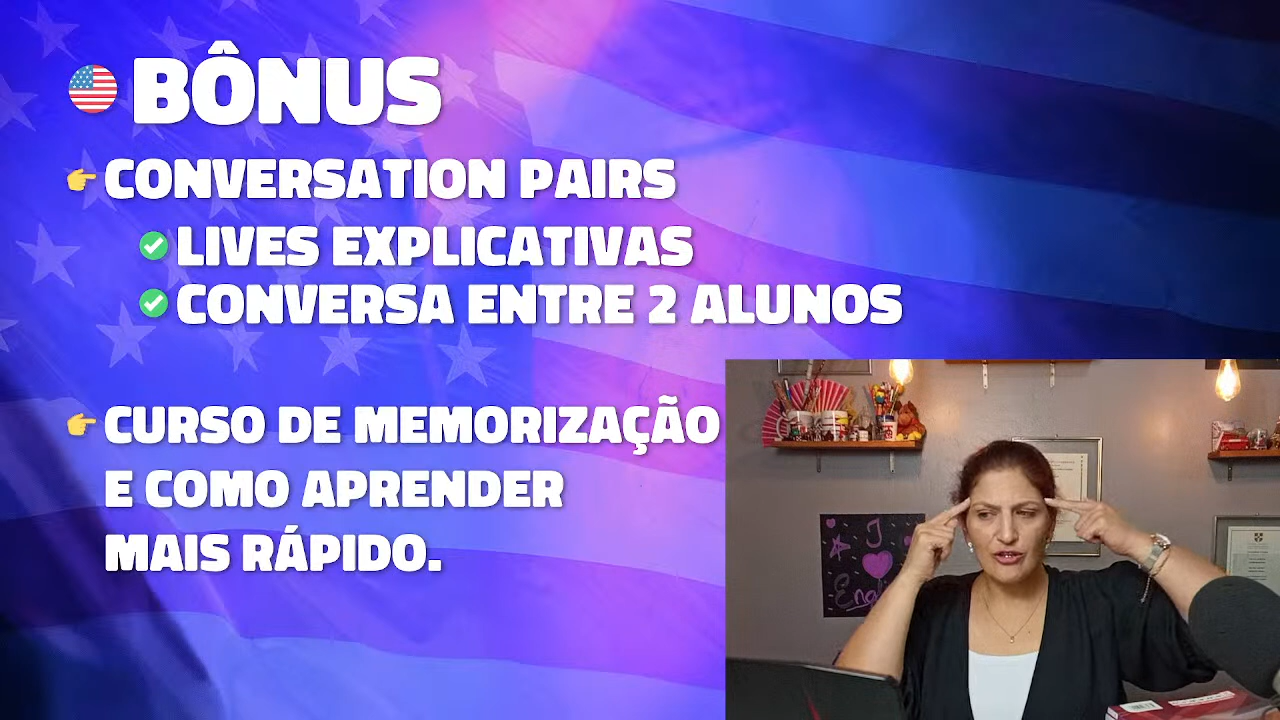 BÔNUS
CONVERSATION PAIRS
LIVES EXPLICATIVAS
CONVERSA ENTRE 2 ALUNOS
CURSO DE MEMORIZAÇÃO
E COMO APRENDER
MAIS RÁPIDO.
I